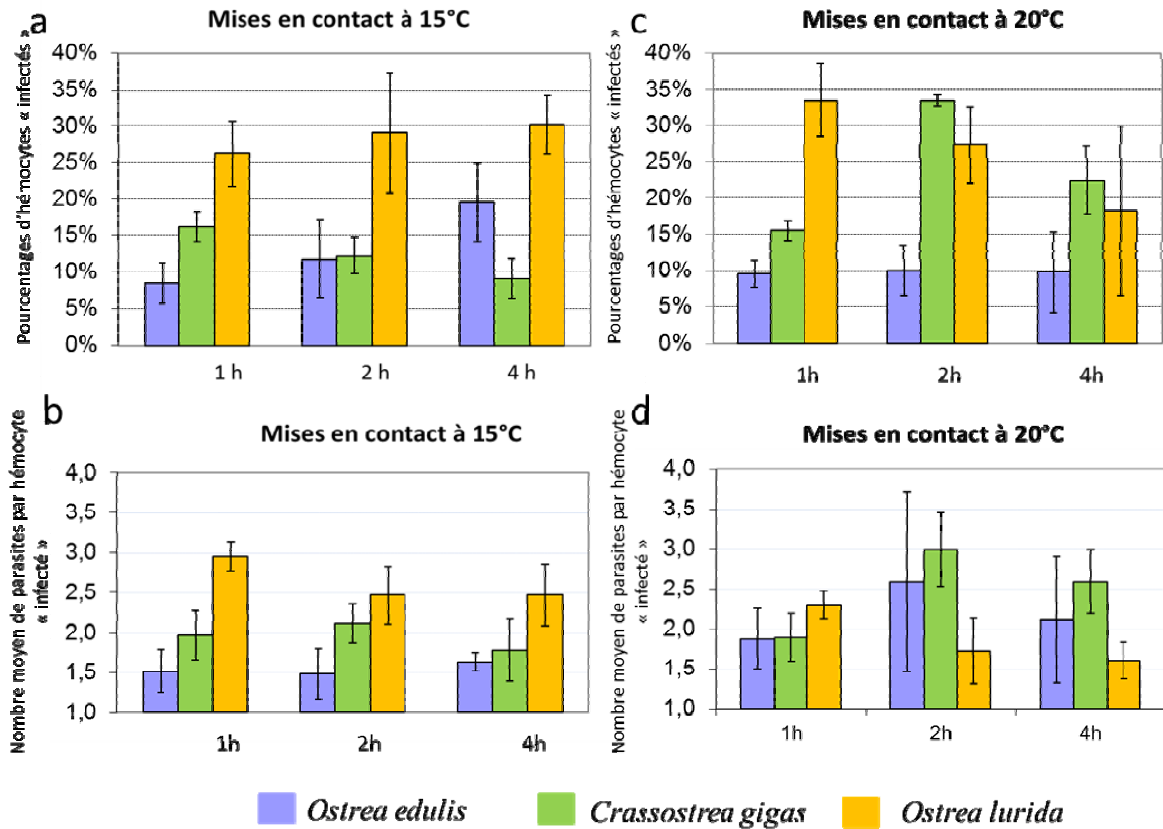 a
Mises en contact à 15°C
Pourcentages d'hémocytes « infectés »
40%
35%
30%
25%
20%
15%
10%
5%
0%
1 h
2 h
4 h
c
Mises en contact à 20°C
Pourcentages d'hémocytes « infectés »
40%
35%
30%
25%
20%
15%
10%
5%
0%
1h
2h
4h
b
Mises en contact à 15°C
Nombre moyen de parasites par hémocyte
« infecté »
4,0
3,5
3,0
2,5
2,0
1,5
1,0
1h
2h
4h
d
Mises en contact à 20°C
Nombre moyen de parasites par hémocyte
« infecté »
4,0
3,5
3,0
2,5
2,0
1,5
1,0
1h
2h
4h
Ostrea edulis
Crassostrea gigas
Ostrea lurida